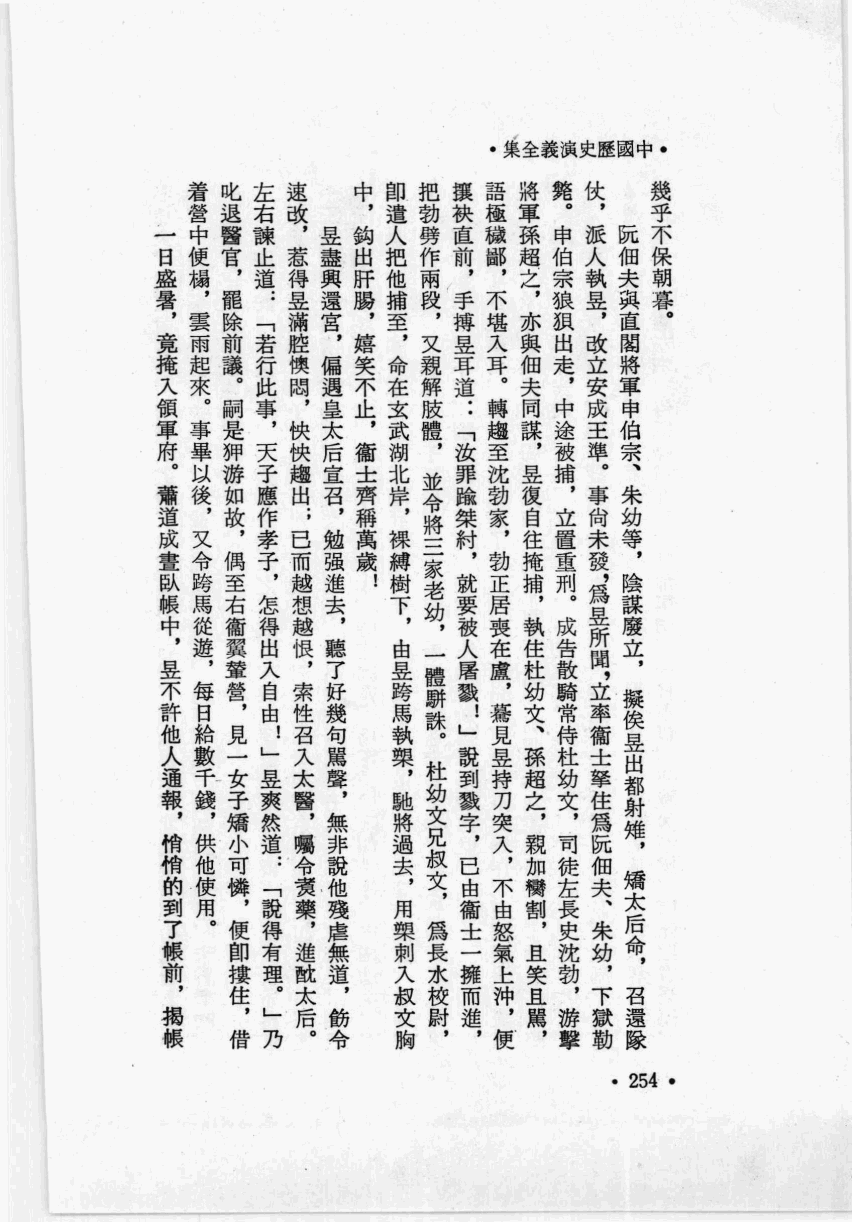 •中國歷史演義全集•
幾乎不保朝暮。
阮佃夫與直閣將軍申伯宗、朱幼等，陰謀廢立，擬俟昱出都射雉，矯太后命，召還隊
仗，派人執昱，改立安成王準。事尚未發，爲昱所聞，立率衞士拏住爲阮佃夫、朱幼，下獄勒
斃。申伯宗狼狽出走，中途被捕，立置重刑。成告散騎常侍杜幼文，司徒左長史沈勃，游擊
將軍孫超之，亦與佃夫同謀，昱復自往掩捕，執住杜幼文、孫超之，親加臠割，且笑且罵，
語極穢鄙，不堪入耳。轉趨至沈勃家，勃正居喪在廬，驀見昱持刀突入，不由怒氣上沖，便
攘袂直前，手搏昱耳道：「汝罪踰桀紂，就要被人屠戮！」說到戮字，已由衞士一擁而進，
把勃劈作兩段，又親解肢體，並令將三家老幼，一體駢誅。杜幼文兄叔文，爲長水校尉，
卽遣人把他捕至，命在玄武湖北岸，裸縛樹下，由昱跨馬執槊，馳將過去，用槊刺入叔文胸
中，鈎出肝腸，嬉笑不止，衞士齊稱萬歲！
昱盡興還宮，偏遇皇太后宣召，勉强進去，聽了好幾句罵聲，無非說他殘虐無道，飭令
速改，惹得昱滿腔懊悶，怏怏趨出；已而越想越恨，索性召入太醫，囑令煑藥，進酖太后。
左右諫止道：「若行此事，天子應作孝子，怎得出入自由！」昱爽然道：「說得有理。」乃
叱退醫官，罷除前議。嗣是狎游如故，偶至右衞翼輦營，見一女子矯小可憐，便卽摟住，借
着營中便榻，雲雨起來。事畢以後，又令跨馬從遊，每日給數千錢，供他使用。
一日盛暑，竟掩入領軍府。蕭道成晝臥帳中，昱不許他人通報，悄悄的到了帳前，揭帳
•254•